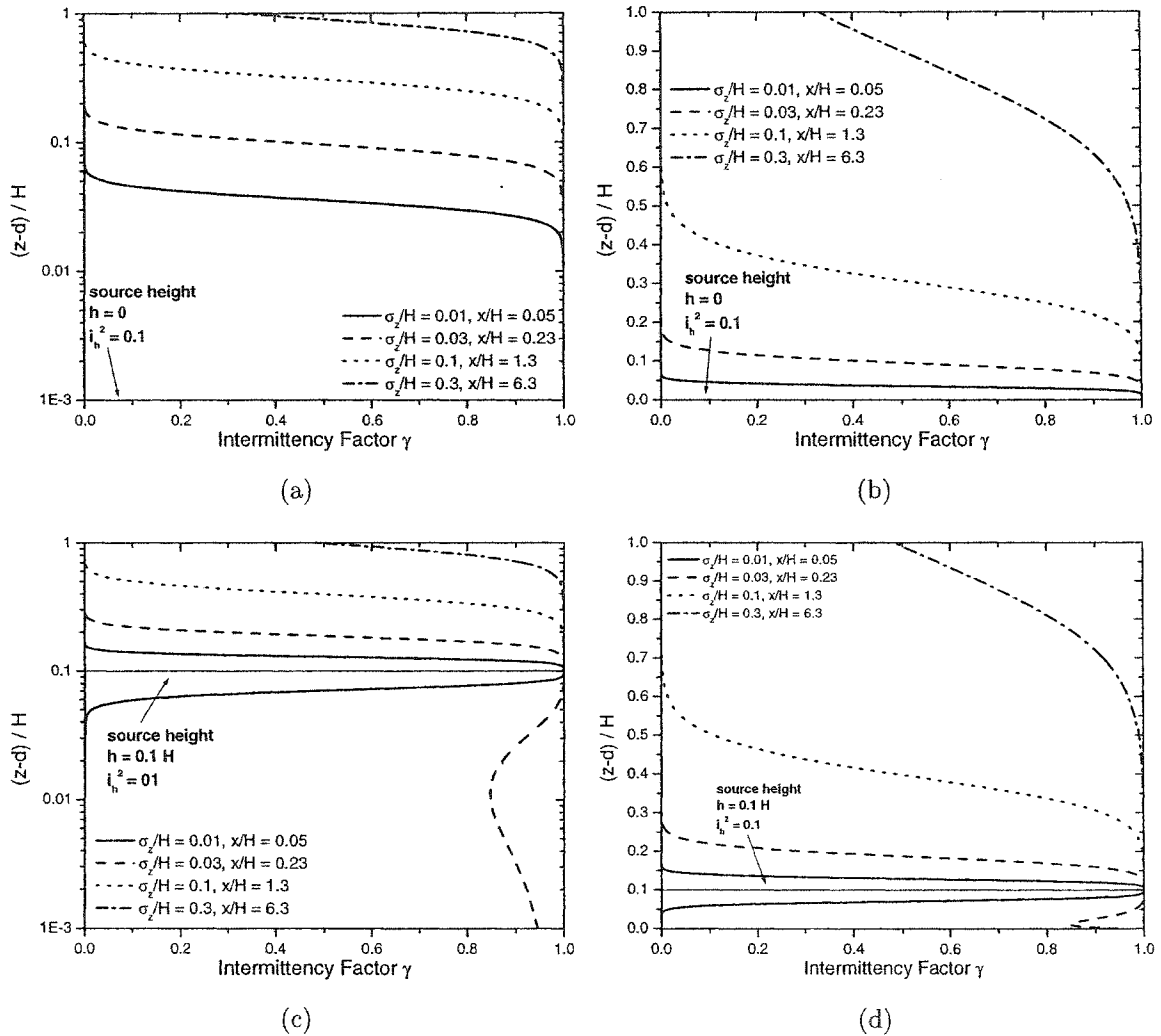 1
0.1
0.01
1E-3
(z-d) / H
source height
h = 0
i_h^2 = 0.1
σ_z/H = 0.01, x/H = 0.05
σ_z/H = 0.03, x/H = 0.23
σ_z/H = 0.1, x/H = 1.3
σ_z/H = 0.3, x/H = 6.3
0.0 0.2 0.4 0.6 0.8 1.0
Intermittency Factor γ
(a)
1.0
0.9
0.8
0.7
0.6
0.5
0.4
0.3
0.2
0.1
0.0
(z-d) / H
σ_z/H = 0.01, x/H = 0.05
σ_z/H = 0.03, x/H = 0.23
σ_z/H = 0.1, x/H = 1.3
σ_z/H = 0.3, x/H = 6.3
source height
h = 0
i_h^2 = 0.1
0.0 0.2 0.4 0.6 0.8 1.0
Intermittency Factor γ
(b)
1
0.1
0.01
1E-3
(z-d) / H
source height
h = 0.1 H
i_h^2 = 01
σ_z/H = 0.01, x/H = 0.05
σ_z/H = 0.03, x/H = 0.23
σ_z/H = 0.1, x/H = 1.3
σ_z/H = 0.3, x/H = 6.3
0.0 0.2 0.4 0.6 0.8 1.0
Intermittency Factor γ
(c)
1.0
0.9
0.8
0.7
0.6
0.5
0.4
0.3
0.2
0.1
0.0
(z-d) / H
σ_z/H = 0.01, x/H = 0.05
σ_z/H = 0.03, x/H = 0.23
σ_z/H = 0.1, x/H = 1.3
σ_z/H = 0.3, x/H = 6.3
source height
h = 0.1 H
i_h^2 = 0.1
0.0 0.2 0.4 0.6 0.8 1.0
Intermittency Factor γ
(d)